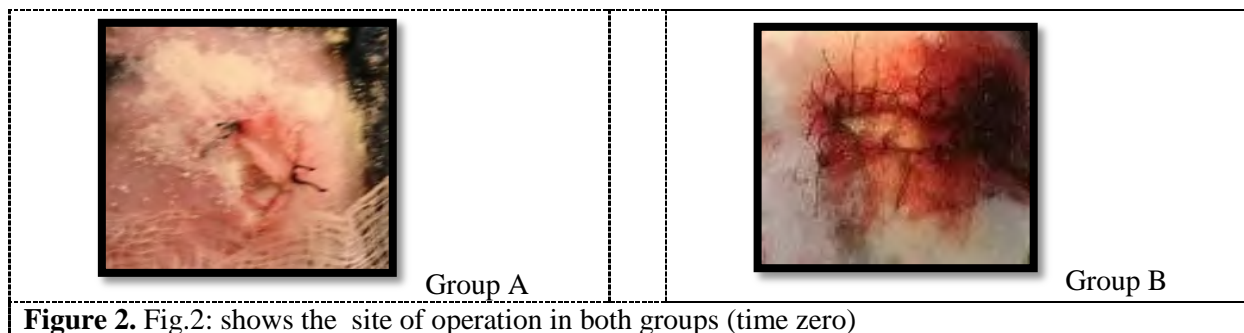 Group A
Group B
Figure 2. Fig.2: shows the site of operation in both groups (time zero)